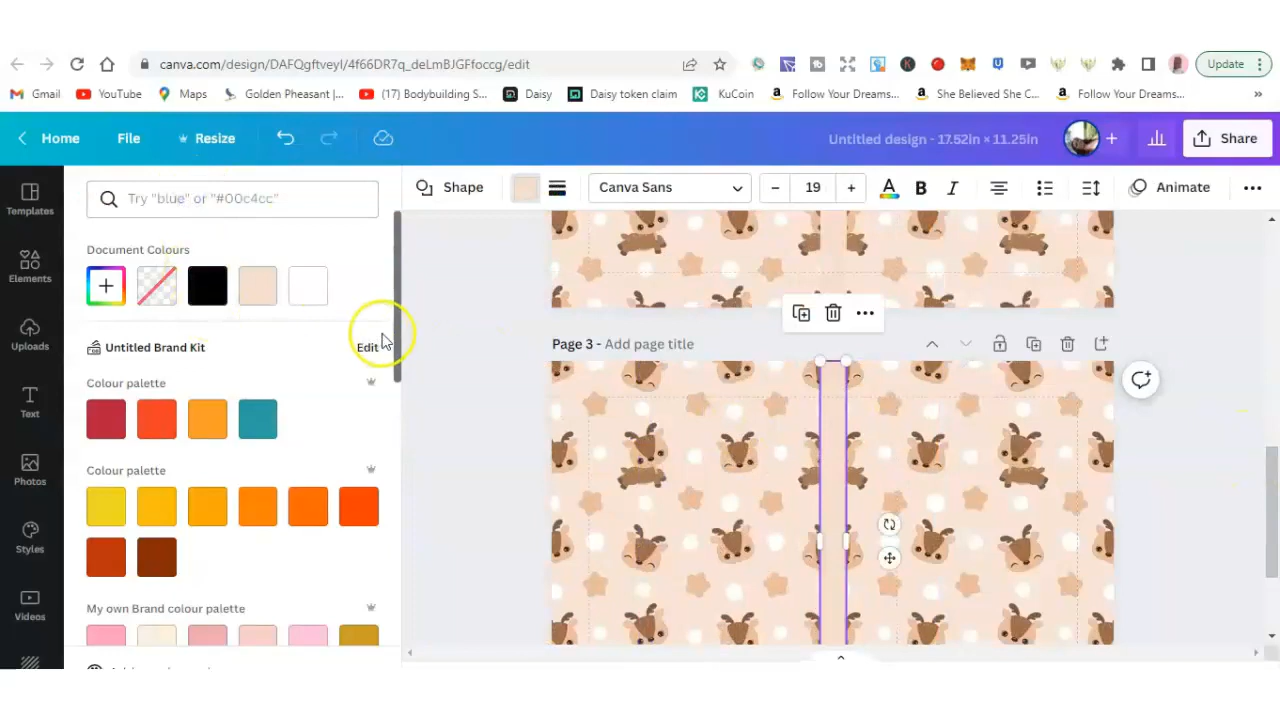 canva.com/design/DAFQgftveyI/4f66DR7q_deLmBJGFfoccg/edit
Update
Gmail
YouTube
Maps
Golden Pheasant |...
(17) Bodybuilding S...
Daisy
Daisy token claim
KuCoin
Follow Your Dreams...
She Believed She C...
Follow Your Dreams...
»
Home
File
Resize
Untitled design - 17.52in × 11.25in
Share
Templates
Try "blue" or "#00c4cc"
Shape
Canva Sans
19
A
B
I
Animate
Document Colours
Elements
Untitled Brand Kit
Edit
Uploads
Page 3 - Add page title
Colour palette
Text
Colour palette
Photos
Styles
My own Brand colour palette
Videos